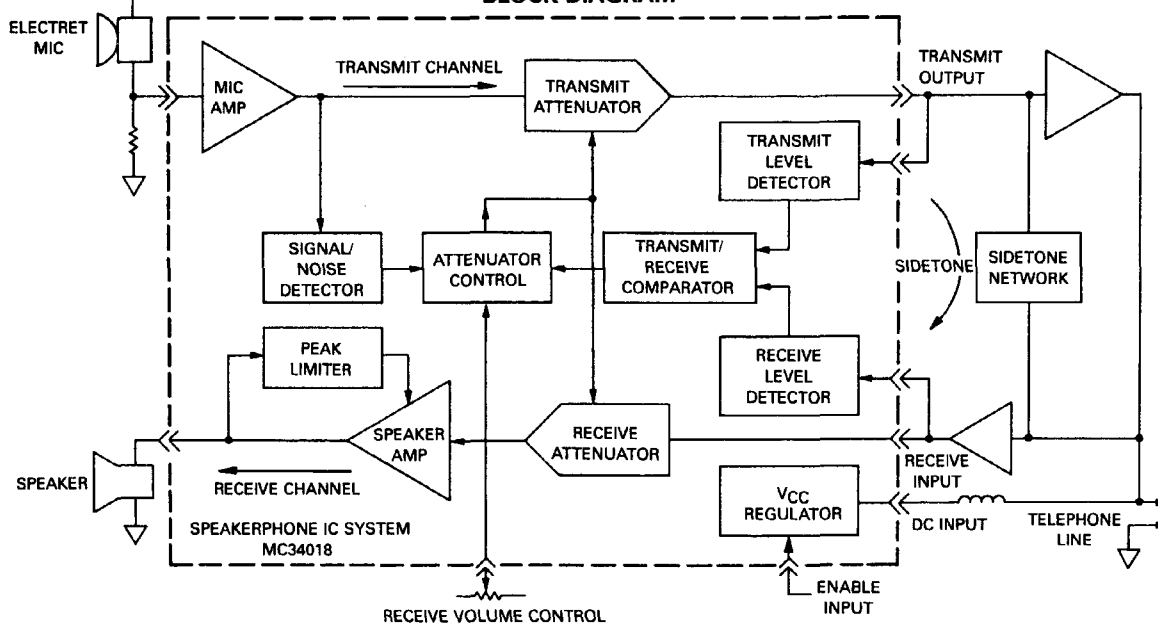 BLOCK DIAGRAM
ELECTRET
MIC
MIC
AMP
TRANSMIT CHANNEL
TRANSMIT
ATTENUATOR
TRANSMIT
OUTPUT
TRANSMIT
LEVEL
DETECTOR
SIGNAL/
NOISE
DETECTOR
ATTENUATOR
CONTROL
TRANSMIT/
RECEIVE
COMPARATOR
SIDETONE
SIDETONE
NETWORK
PEAK
LIMITER
RECEIVE
LEVEL
DETECTOR
SPEAKER
AMP
RECEIVE
ATTENUATOR
RECEIVE
INPUT
SPEAKER
RECEIVE CHANNEL
VCC
REGULATOR
DC INPUT
TELEPHONE
LINE
SPEAKERPHONE IC SYSTEM
MC34018
ENABLE
INPUT
RECEIVE VOLUME CONTROL